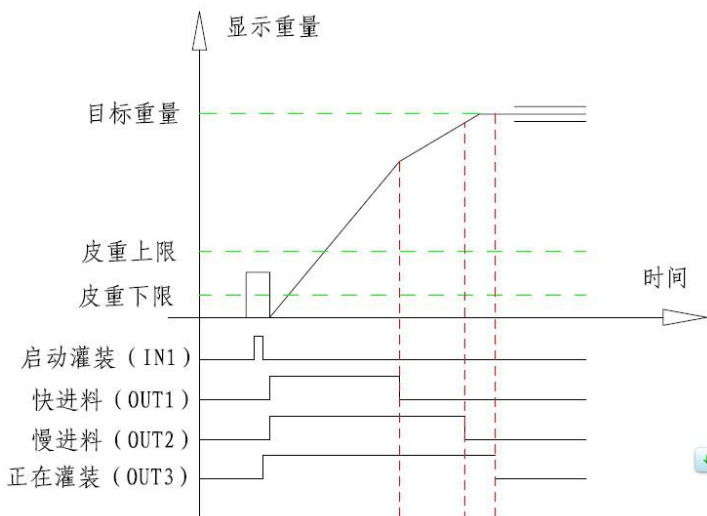 显示重量
目标重量
皮重上限
皮重下限
时间
启动灌装（IN1）
快进料（OUT1）
慢进料（OUT2）
正在灌装（OUT3）